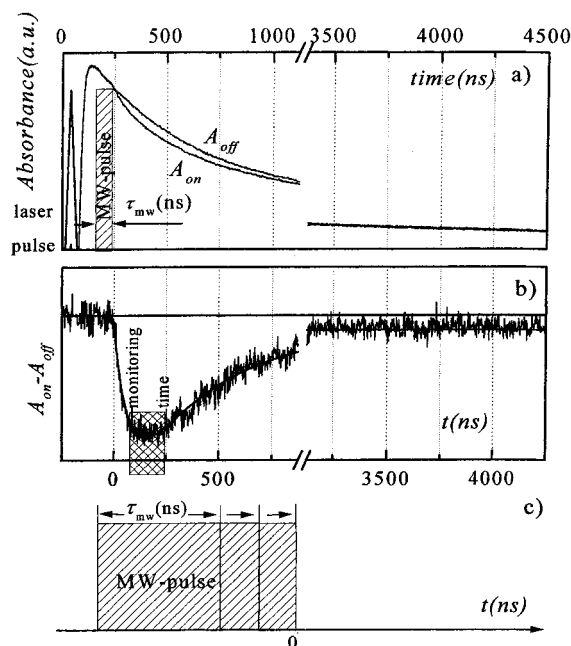 0 500 1000 3500 4000 4500
Absorbance(a.u.)
time(ns) a)
MW-pulse
A_off
A_on
laser
pulse
τ_mw(ns)
b)
A_on-A_off
monitoring
time
t(ns)
0 500 3500 4000
c)
τ_mw(ns)
MW-pulse
t(ns)
0